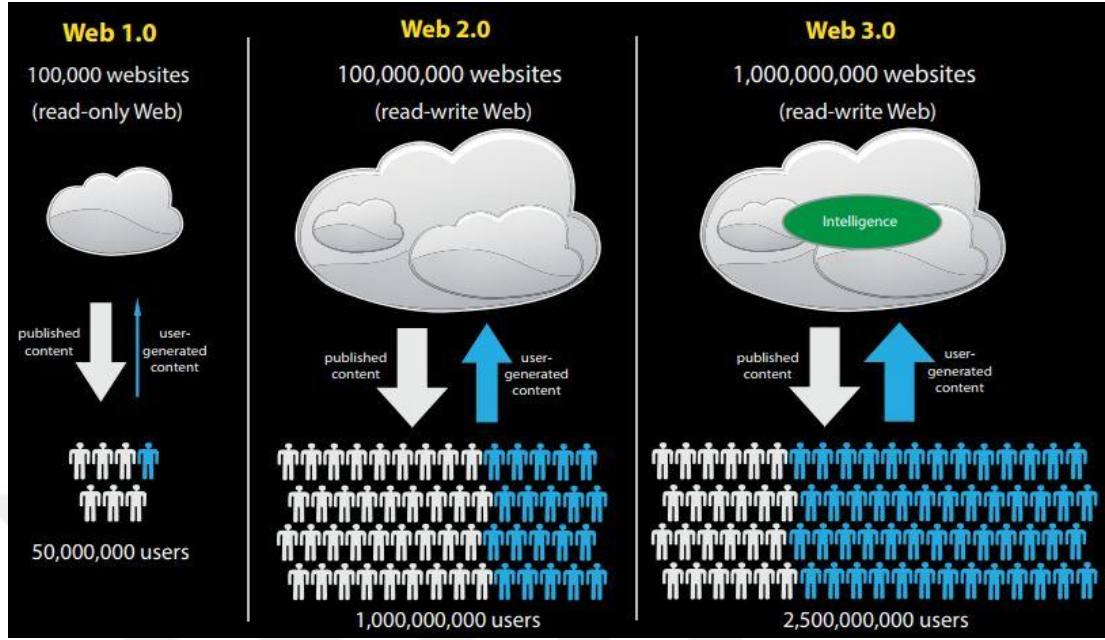 Web 1.0
100,000 websites
(read-only Web)
published
content
user-
generated
content
50,000,000 users
Web 2.0
100,000,000 websites
(read-write Web)
published
content
user-
generated
content
1,000,000,000 users
Web 3.0
1,000,000,000 websites
(read-write Web)
Intelligence
published
content
user-
generated
content
2,500,000,000 users